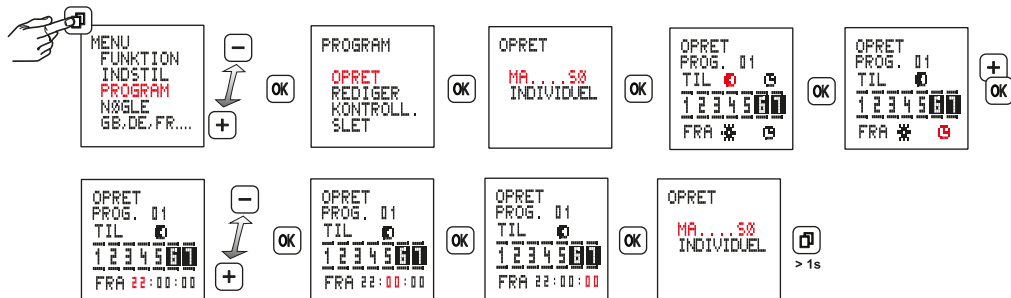 MENU
FUNKTION
INDSTIL
PROGRAM
NØGLE
GB,DE,FR....
OK
PROGRAM
OPRET
REDIGER
KONTROLL.
SLET
OK
OPRET
MA....SØ
INDIVIDUEL
OK
OPRET
PROG. 01
TIL
1 2 3 4 5 6 7
FRA
OK
OPRET
PROG. 01
TIL
1 2 3 4 5 6 7
FRA
+
OK
OPRET
PROG. 01
TIL
1 2 3 4 5 6 7
FRA 22:00:00
OK
OPRET
PROG. 01
TIL
1 2 3 4 5 6 7
FRA 22:00:00
OK
OPRET
PROG. 01
TIL
1 2 3 4 5 6 7
FRA 22:00:00
OK
OPRET
MA....SØ
INDIVIDUEL
> 1s